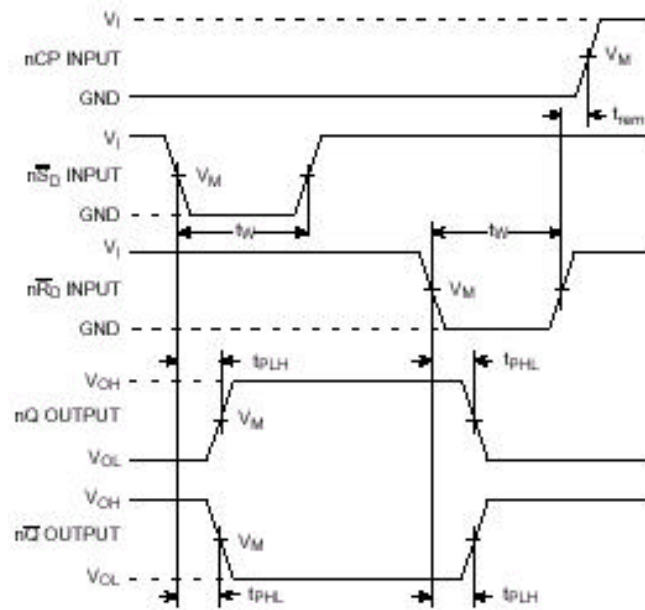 VI
nCP INPUT
VM
GND
trem
VI
nS̅D INPUT
VM
GND
tW
tW
VI
nR̅D INPUT
VM
GND
tPLH
tPHL
VOH
nQ OUTPUT
VM
VOL
VOH
nQ̅ OUTPUT
VM
VOL
tPHL
tPLH